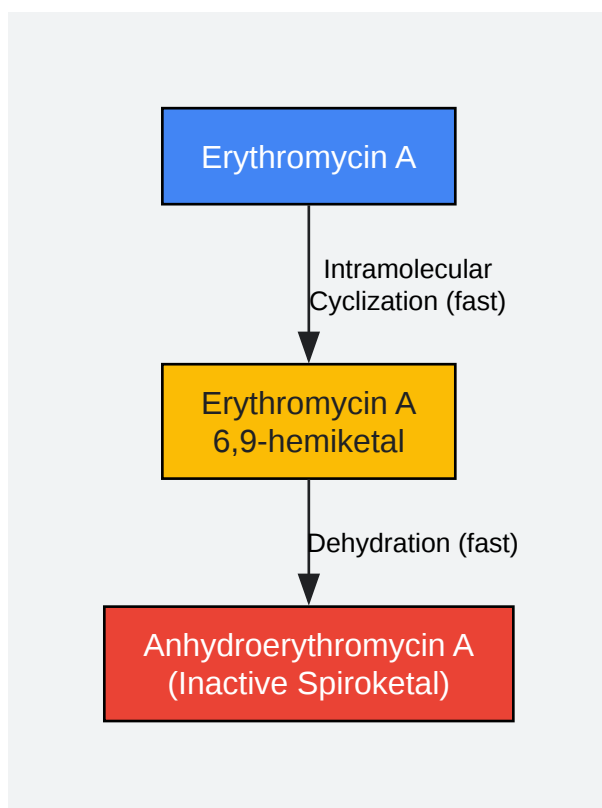 Erythromycin A
Intramolecular
Cyclization (fast)
Erythromycin A
6,9-hemiketal
Dehydration (fast)
Anhydroerythromycin A
(Inactive Spiroketal)